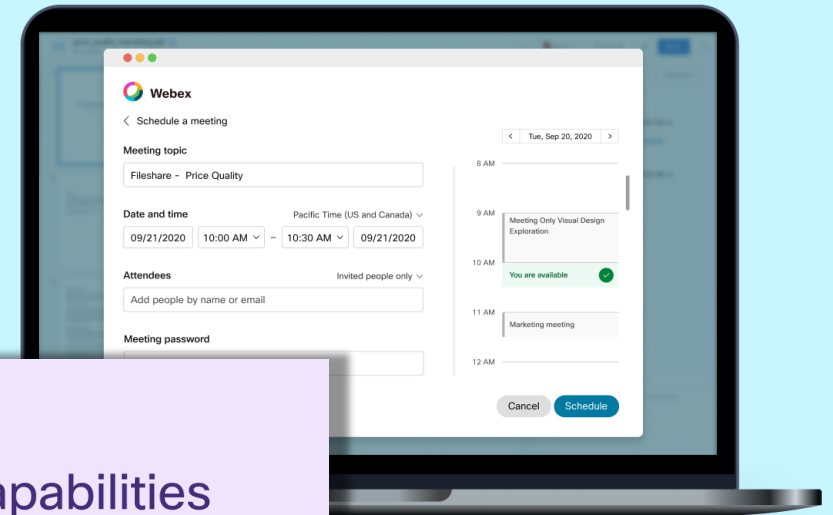 Webex
Schedule a meeting
Meeting topic
Fileshare - Price Quality
Date and time
Pacific Time (US and Canada)
09/21/2020 10:00 AM – 10:30 AM 09/21/2020
Attendees
Invited people only
Add people by name or email
Meeting password
Tue, Sep 20, 2020
8 AM
9 AM
Meeting Only Visual Design
Exploration
10 AM
You are available
11 AM
Marketing meeting
12 AM
Cancel Schedule
apabilities